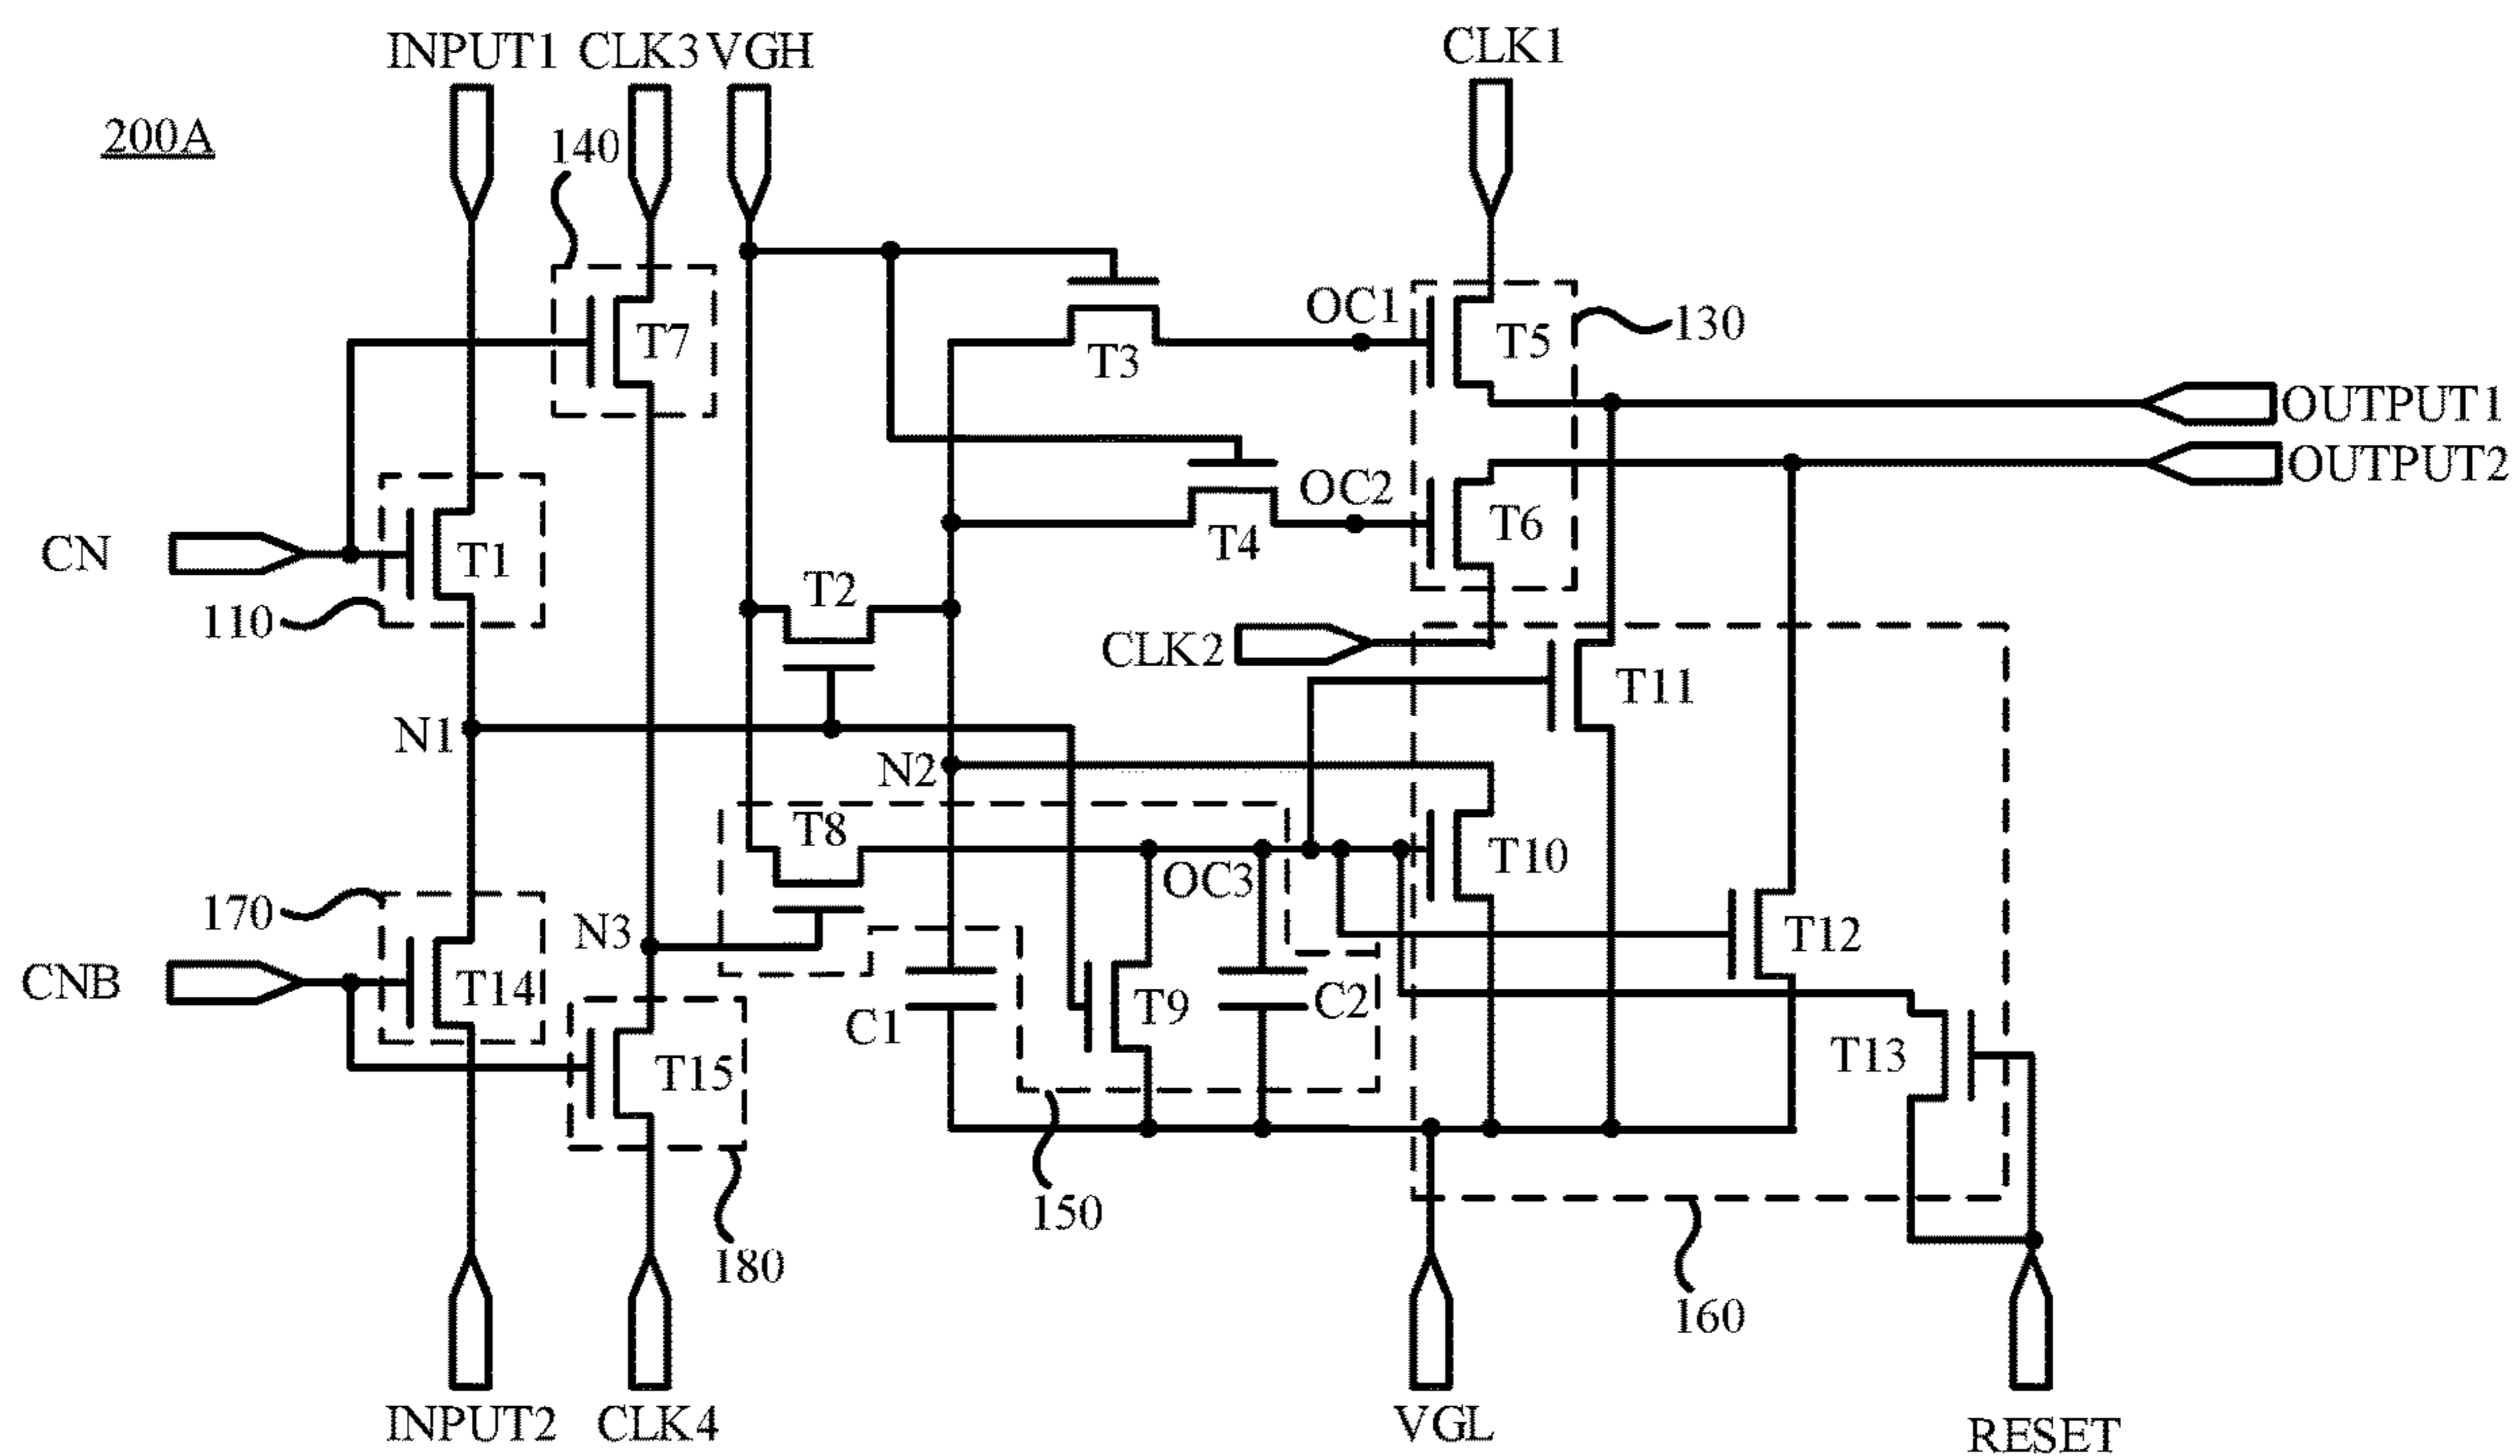 INPUT1 CLK3 VGH CLK1
200A
140
OC1
T7
T3
T5
130
OUTPUT1
OUTPUT2
OC2
T6
T4
CN
T1
T2
110
CLK2
T11
N1
N2
T8
T10
OC3
170
N3
T12
CNB
T14
C1
T9
C2
T15
T13
150
180
160
INPUT2 CLK4 VGL RESET